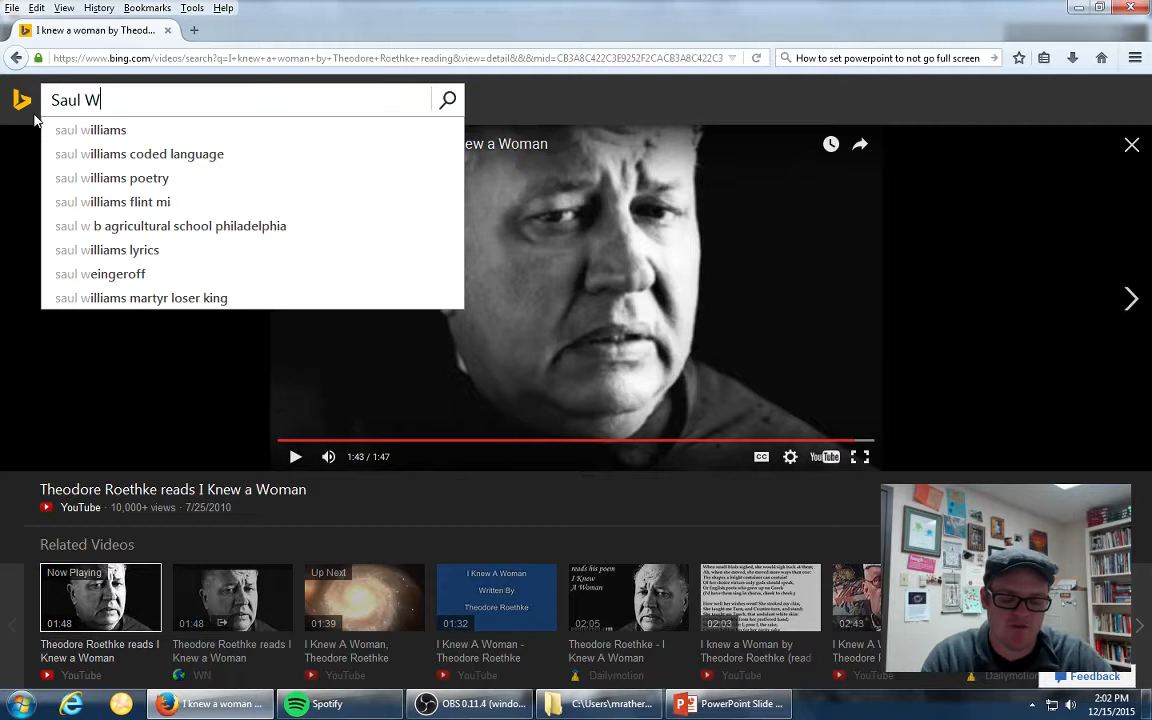 File Edit View History Bookmarks Tools Help
I knew a woman by Theod...
https://www.bing.com/videos/search?q=I+knew+a+woman+by+Theodore+Roethke+reading&view=detail&&&mid=CB3A8C422C3E9252F2CACB3A8C422C3
How to set powerpoint to not go full screen
Saul W
saul williams
saul williams coded language
saul williams poetry
saul williams flint mi
saul w b agricultural school philadelphia
saul williams lyrics
saul weingeroff
saul williams martyr loser king
ew a Woman
1:43 / 1:47
CC
YouTube
Theodore Roethke reads I Knew a Woman
YouTube · 10,000+ views · 7/25/2010
Related Videos
Now Playing
01:48
Theodore Roethke reads I
Knew a Woman
YouTube
01:48
Theodore Roethke reads I
Knew a Woman
WN
Up Next
01:39
I Knew A Woman,
Theodore Roethke
YouTube
I Knew A Woman
Written By
Theodore Roethke
01:32
I Knew A Woman -
Theodore Roethke
YouTube
reads his poem
I Knew
A Woman
02:05
Theodore Roethke - I
Knew A Woman
Dailymotion
02:03
I knew a woman by
Theodore Roethke (read
YouTube
02:43
I Knew A W
Theodore R
Dailymotion
Feedback
I knew a woman ...
Spotify
OBS 0.11.4 (windo...
C:\Users\mrather...
PowerPoint Slide ...
2:02 PM
12/15/2015